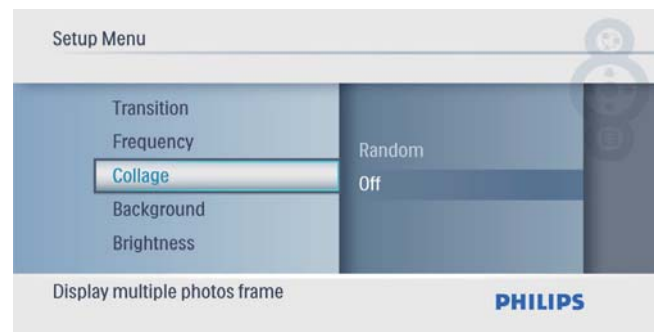 Setup Menu
Transition
Frequency
Collage
Background
Brightness
Random
Off
Display multiple photos frame
PHILIPS